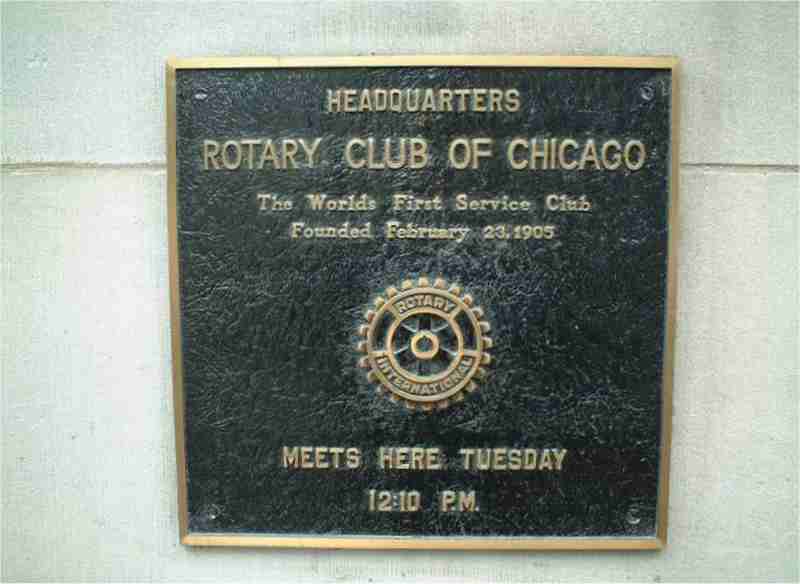 HEADQUARTERS
ROTARY CLUB OF CHICAGO
The Worlds First Service Club
Founded February 23, 1905
ROTARY
INTERNATIONAL
MEETS HERE TUESDAY
12:10 P.M.